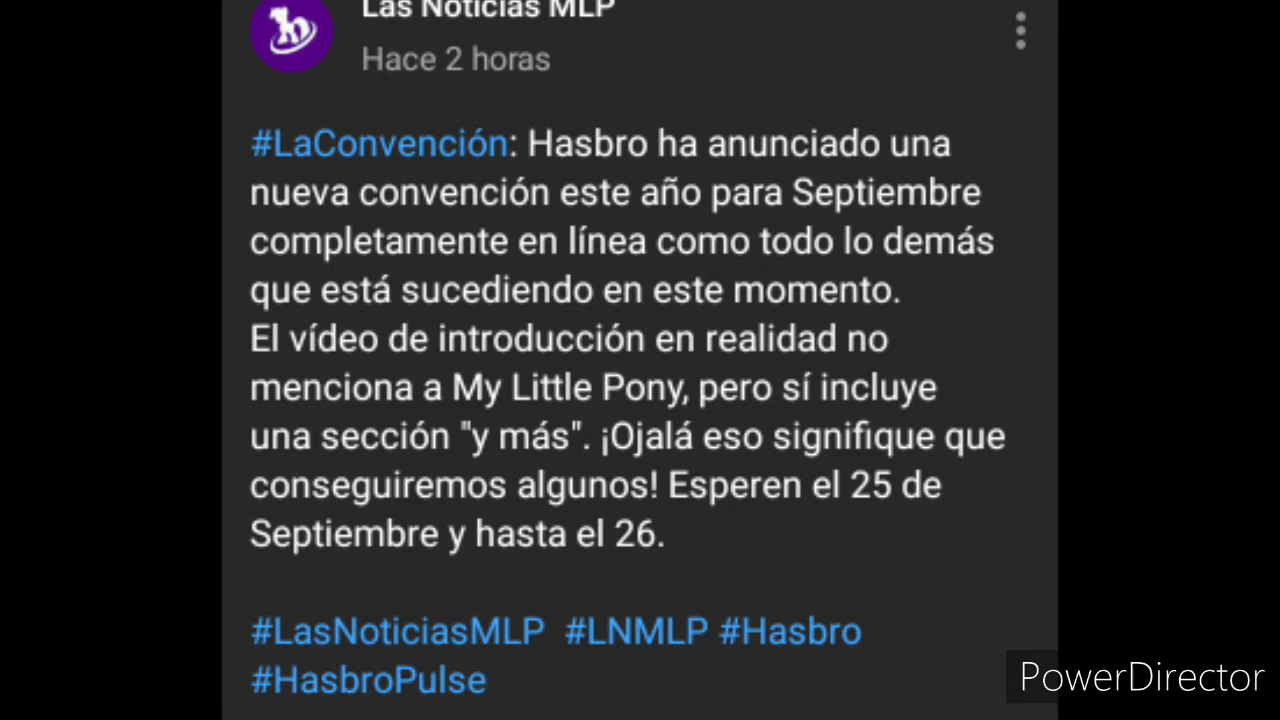 Las Noticias MLP
Hace 2 horas
#LaConvención: Hasbro ha anunciado una
nueva convención este año para Septiembre
completamente en línea como todo lo demás
que está sucediendo en este momento.
El vídeo de introducción en realidad no
menciona a My Little Pony, pero sí incluye
una sección "y más". ¡Ojalá eso signifique que
conseguiremos algunos! Esperen el 25 de
Septiembre y hasta el 26.
#LasNoticiasMLP #LNMLP #Hasbro
#HasbroPulse
PowerDirector